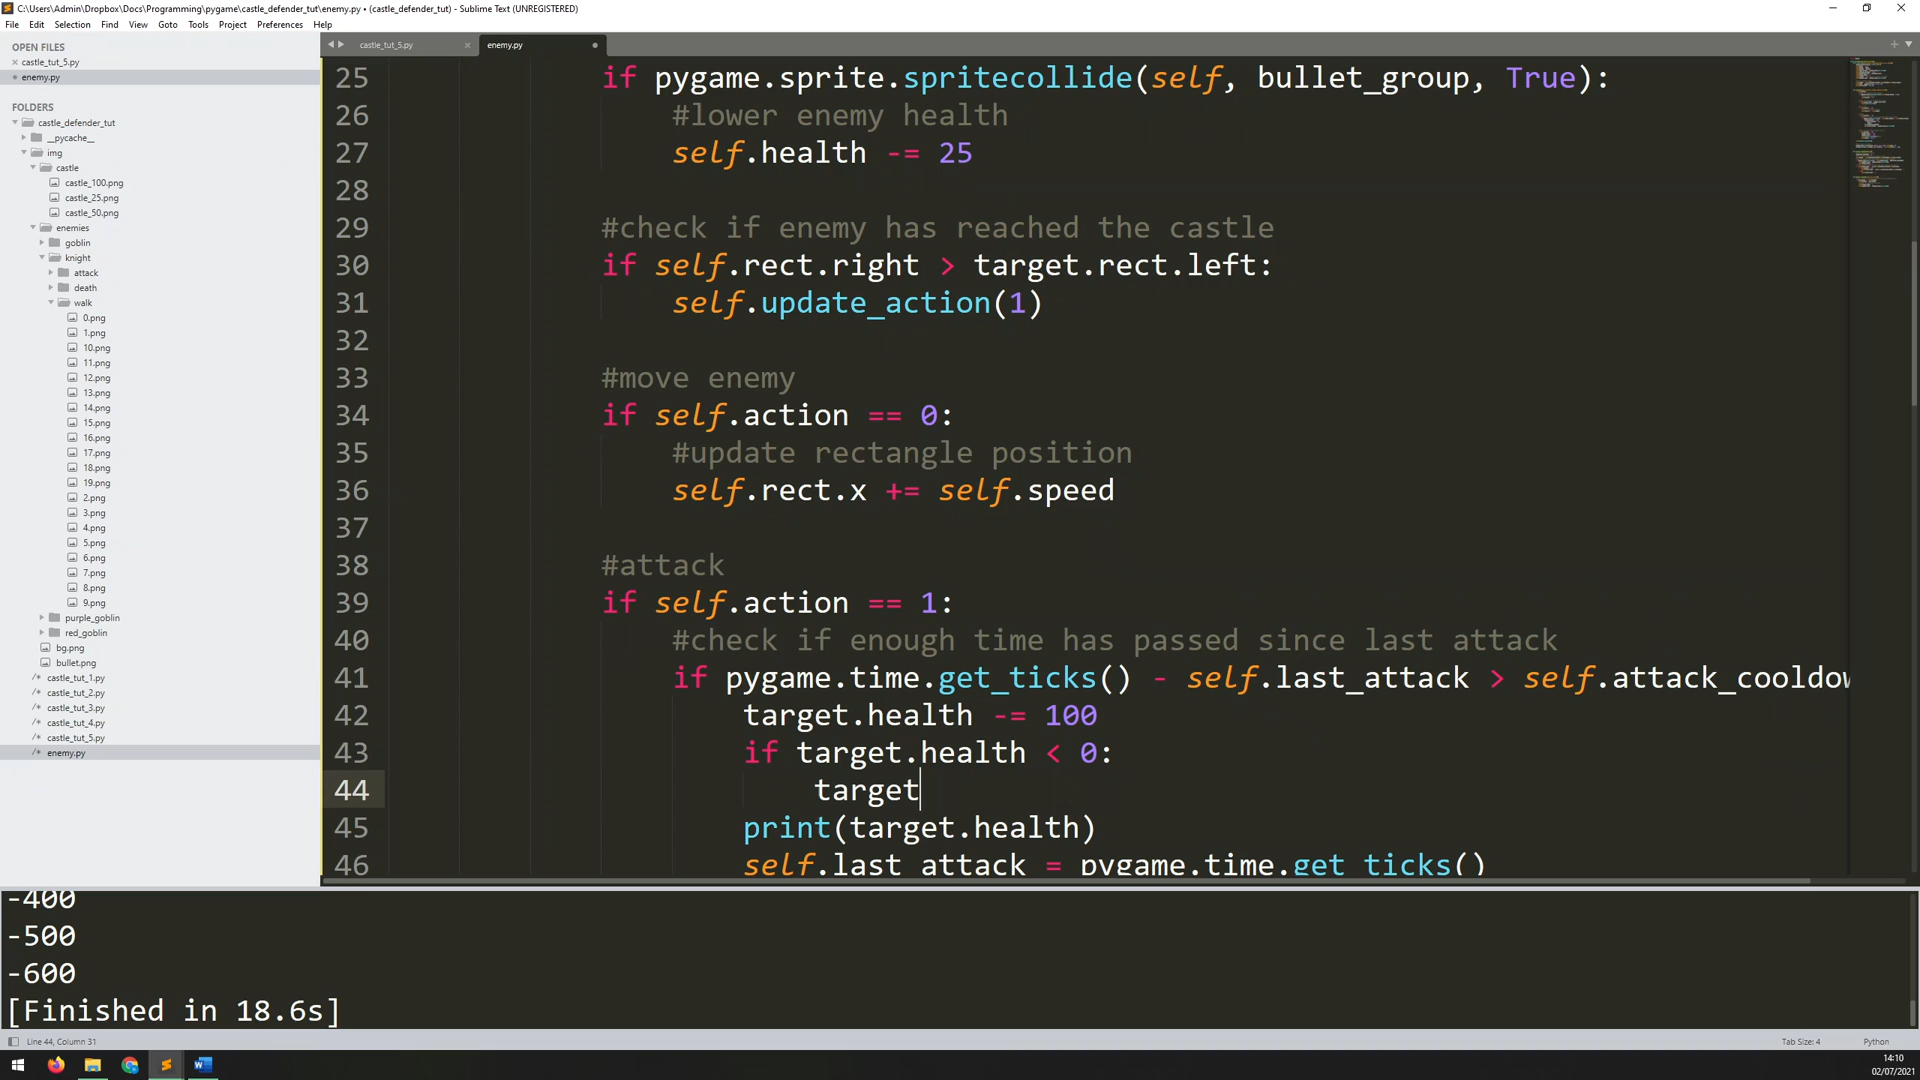 C:\Users\Admin\Dropbox\Docs\Programming\pygame\castle_defender_tut\enemy.py • (castle_defender_tut) - Sublime Text (UNREGISTERED)
File Edit Selection Find View Goto Tools Project Preferences Help
OPEN FILES
castle_tut_5.py
enemy.py
FOLDERS
castle_defender_tut
__pycache__
img
castle
castle_100.png
castle_25.png
castle_50.png
enemies
goblin
knight
attack
death
walk
0.png
1.png
10.png
11.png
12.png
13.png
14.png
15.png
16.png
17.png
18.png
19.png
2.png
3.png
4.png
5.png
6.png
7.png
8.png
9.png
purple_goblin
red_goblin
bg.png
bullet.png
castle_tut_1.py
castle_tut_2.py
castle_tut_3.py
castle_tut_4.py
castle_tut_5.py
enemy.py
castle_tut_5.py enemy.py
25 if pygame.sprite.spritecollide(self, bullet_group, True):
26 #lower enemy health
27 self.health -= 25
28
29 #check if enemy has reached the castle
30 if self.rect.right > target.rect.left:
31 self.update_action(1)
32
33 #move enemy
34 if self.action == 0:
35 #update rectangle position
36 self.rect.x += self.speed
37
38 #attack
39 if self.action == 1:
40 #check if enough time has passed since last attack
41 if pygame.time.get_ticks() - self.last_attack > self.attack_cooldow
42 target.health -= 100
43 if target.health < 0:
44 target
45 print(target.health)
46 self.last_attack = pygame.time.get_ticks()
-400
-500
-600
[Finished in 18.6s]
Line 44, Column 31
Tab Size: 4
Python
14:10
02/07/2021